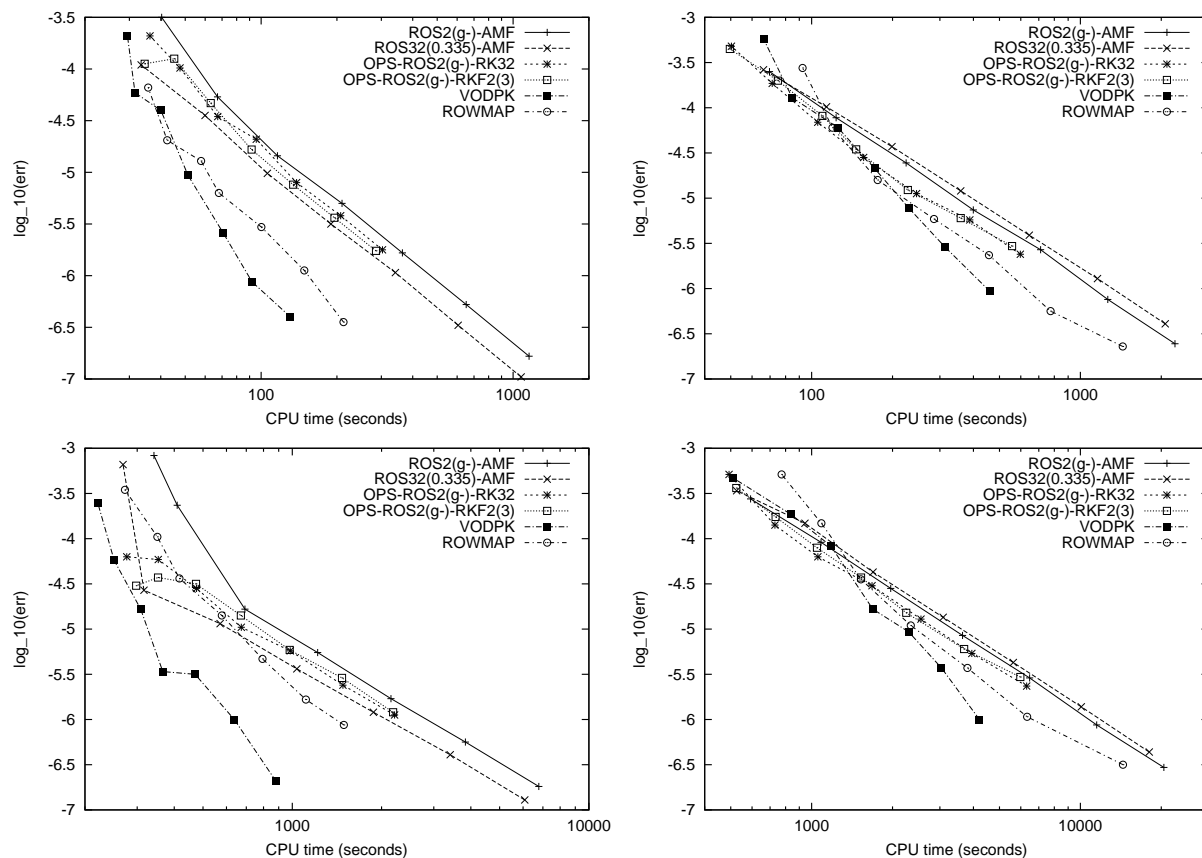 -3.5
-4
-4.5
-5
-5.5
-6
-6.5
-7
100
1000
log_10(err)
CPU time (seconds)
ROS2(g-)-AMF
ROS32(0.335)-AMF
OPS-ROS2(g-)-RK32
OPS-ROS2(g-)-RKF2(3)
VODPK
ROWMAP
-3
-3.5
-4
-4.5
-5
-5.5
-6
-6.5
-7
100
1000
log_10(err)
CPU time (seconds)
ROS2(g-)-AMF
ROS32(0.335)-AMF
OPS-ROS2(g-)-RK32
OPS-ROS2(g-)-RKF2(3)
VODPK
ROWMAP
-3
-3.5
-4
-4.5
-5
-5.5
-6
-6.5
-7
1000
10000
log_10(err)
CPU time (seconds)
ROS2(g-)-AMF
ROS32(0.335)-AMF
OPS-ROS2(g-)-RK32
OPS-ROS2(g-)-RKF2(3)
VODPK
ROWMAP
-3
-3.5
-4
-4.5
-5
-5.5
-6
-6.5
-7
1000
10000
log_10(err)
CPU time (seconds)
ROS2(g-)-AMF
ROS32(0.335)-AMF
OPS-ROS2(g-)-RK32
OPS-ROS2(g-)-RKF2(3)
VODPK
ROWMAP